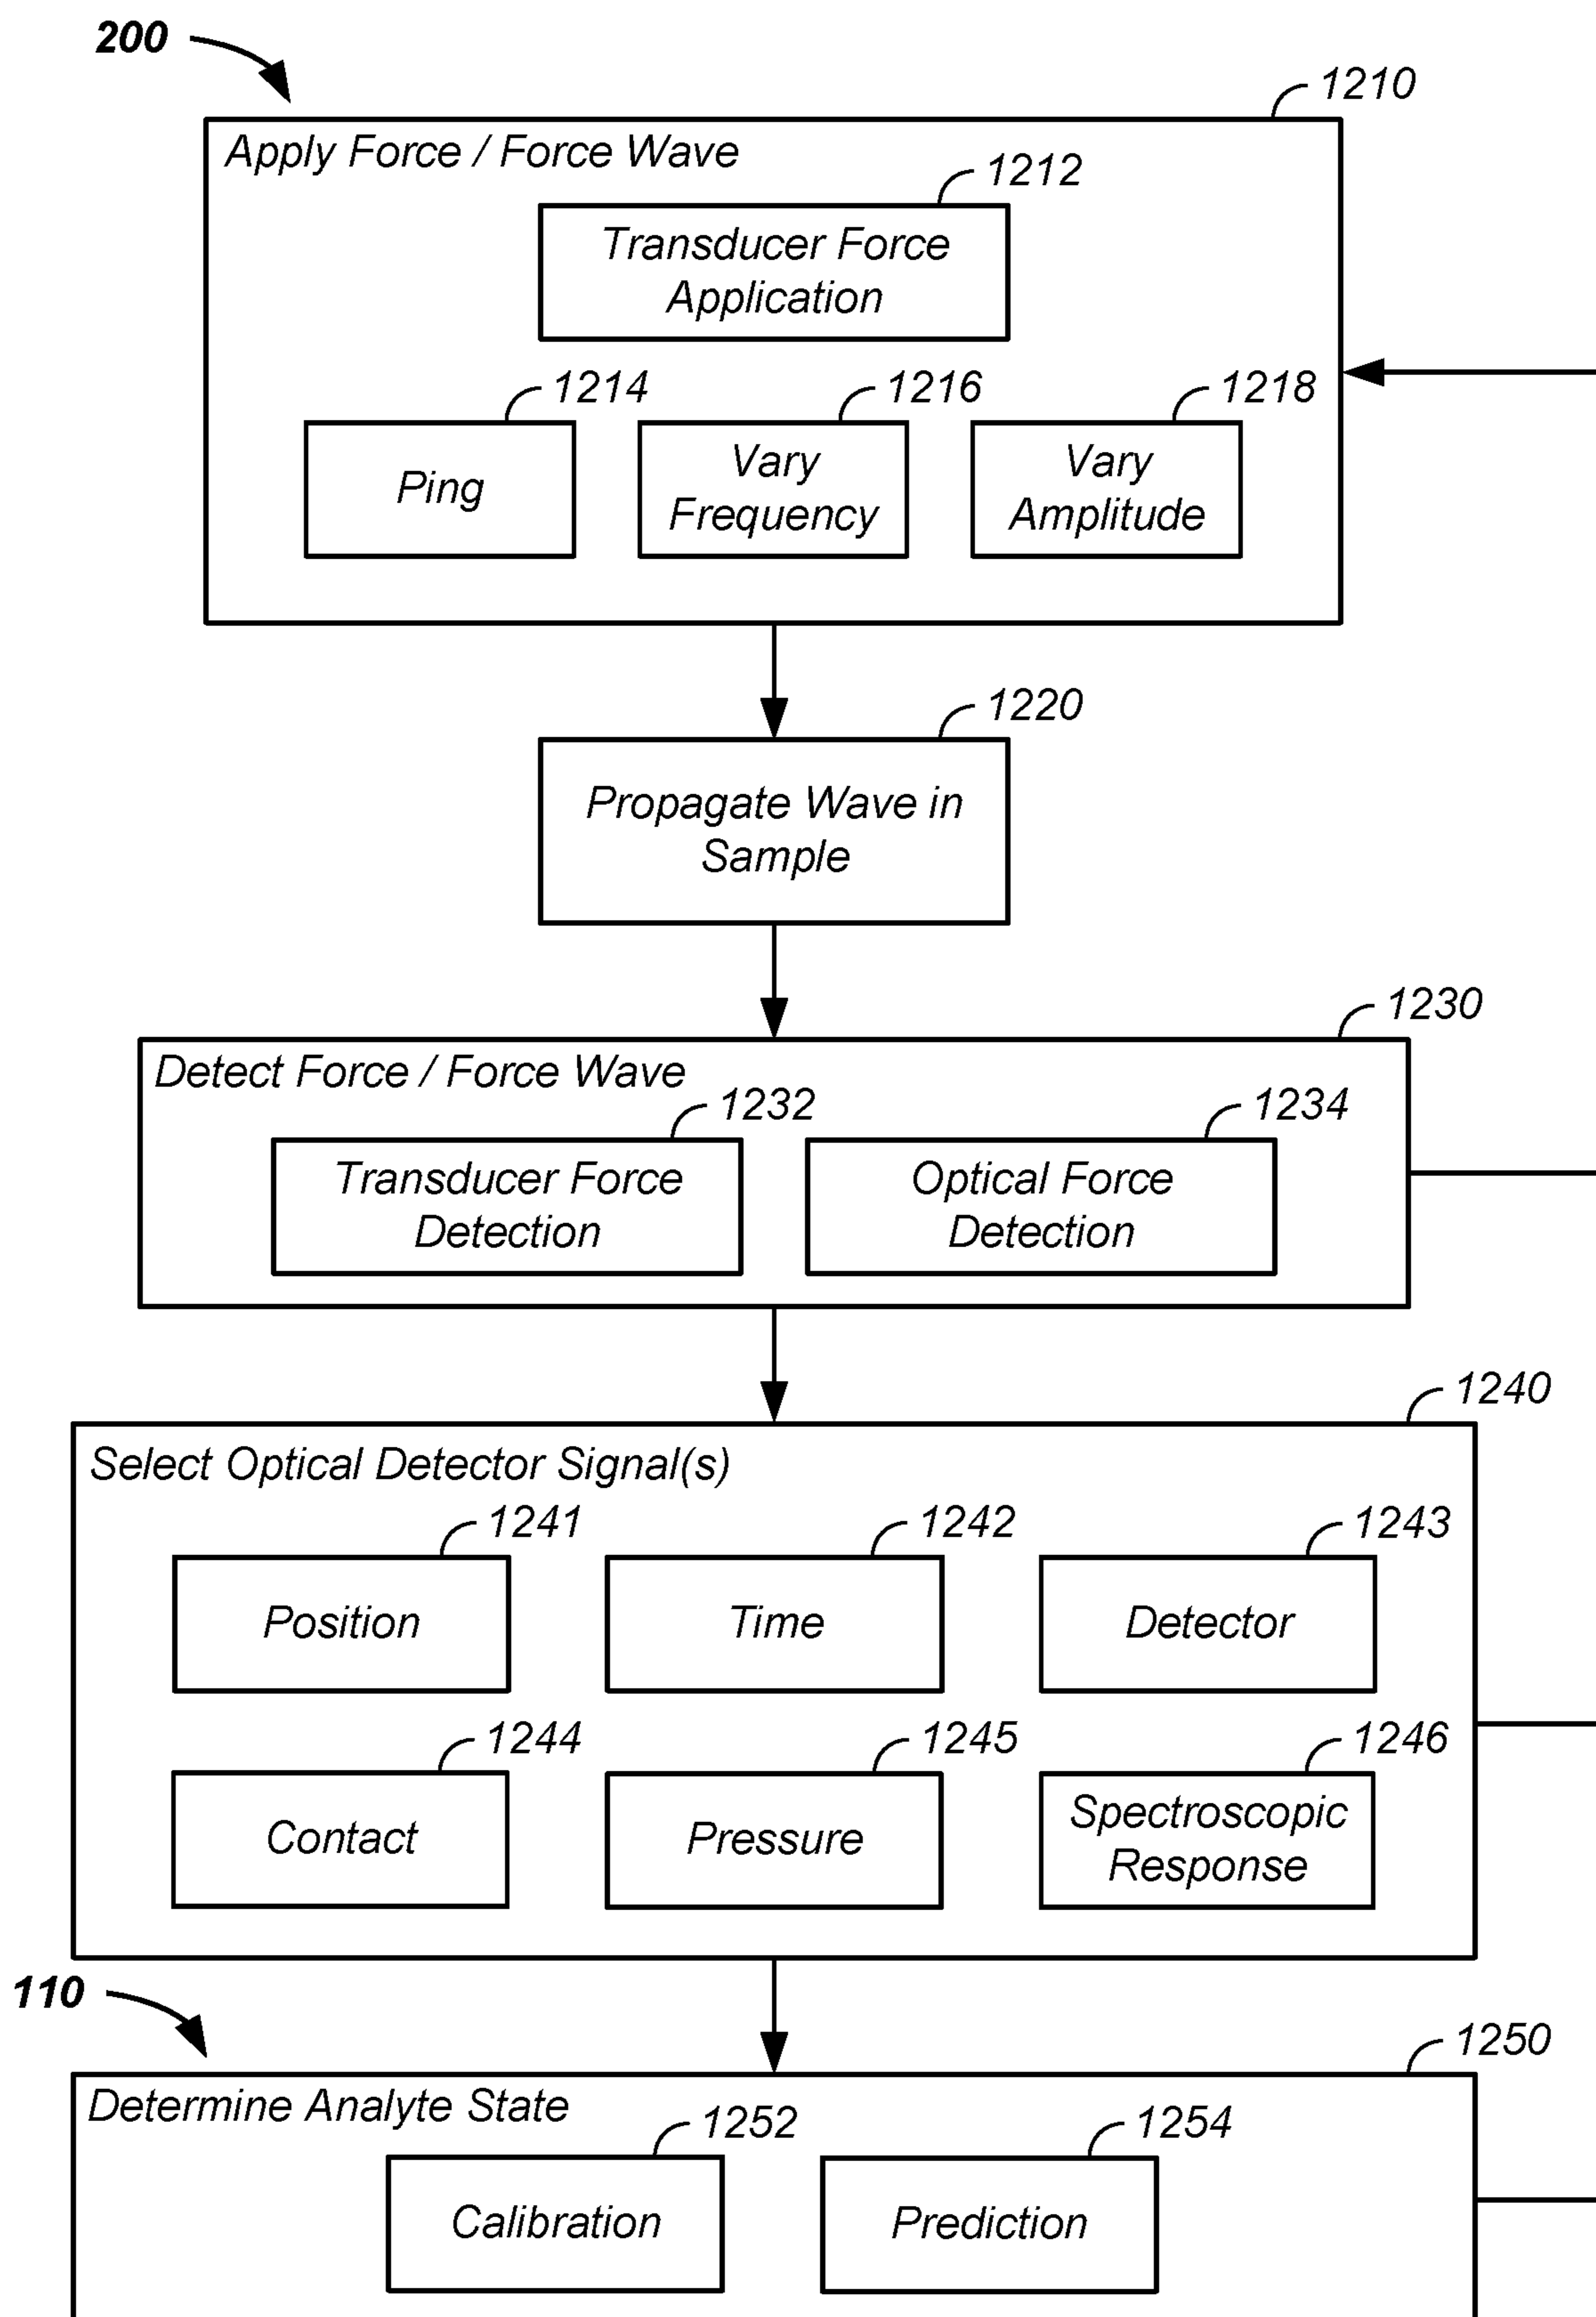 200
1210
Apply Force / Force Wave
1212
Transducer Force
Application
1214
1216
1218
Ping
Vary
Frequency
Vary
Amplitude
1220
Propagate Wave in
Sample
1230
Detect Force / Force Wave
1232
1234
Transducer Force
Detection
Optical Force
Detection
1240
Select Optical Detector Signal(s)
1241
1242
1243
Position
Time
Detector
1244
1245
1246
Contact
Pressure
Spectroscopic
Response
110
1250
Determine Analyte State
1252
1254
Calibration
Prediction